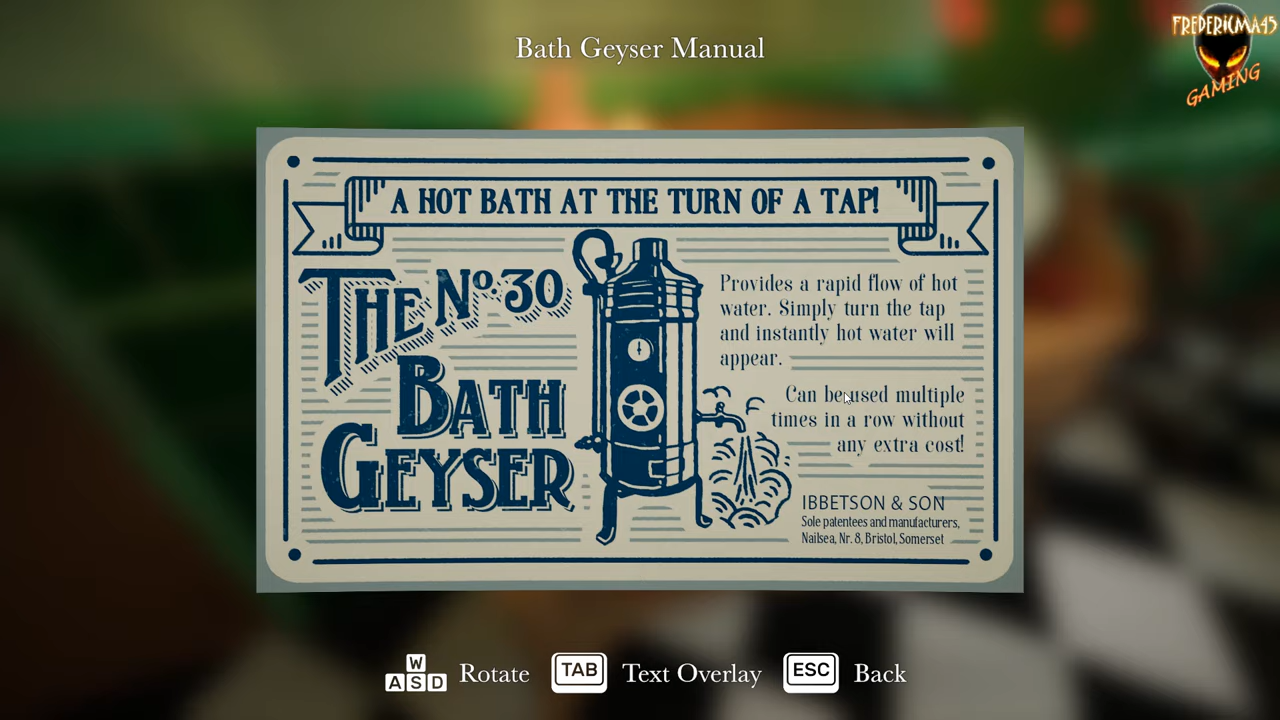 Bath Geyser Manual
FREDERICMA45
GAMING
A HOT BATH AT THE TURN OF A TAP!
THE No. 30
BATH
GEYSER
Provides a rapid flow of hot
water. Simply turn the tap
and instantly hot water will
appear.
Can be used multiple
times in a row without
any extra cost!
IBBETSON & SON
Sole patentees and manufacturers,
Nailsea, Nr. 8, Bristol, Somerset
W
A S D Rotate TAB Text Overlay ESC Back